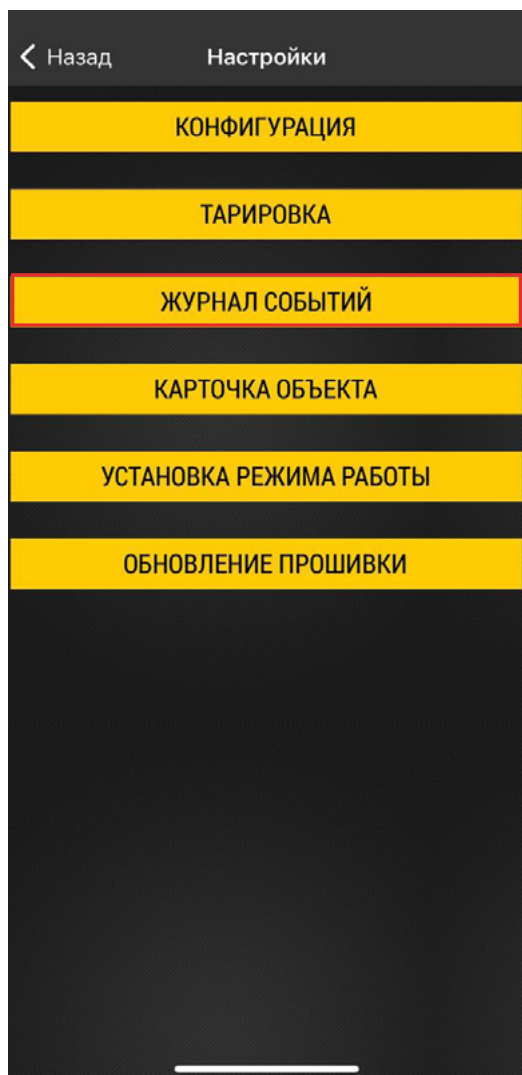 Назад
Настройки
КОНФИГУРАЦИЯ
ТАРИРОВКА
ЖУРНАЛ СОБЫТИЙ
КАРТОЧКА ОБЪЕКТА
УСТАНОВКА РЕЖИМА РАБОТЫ
ОБНОВЛЕНИЕ ПРОШИВКИ